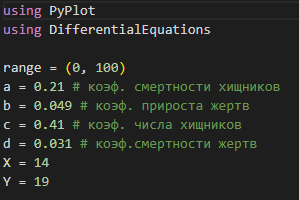 using PyPlot
using DifferentialEquations
range = (0, 100)
a = 0.21 # коэф. смертности хищников
b = 0.049 # коэф. прироста жертв
c = 0.41 # коэф. числа хищников
d = 0.031 # коэф.смертности жертв
X = 14
Y = 19